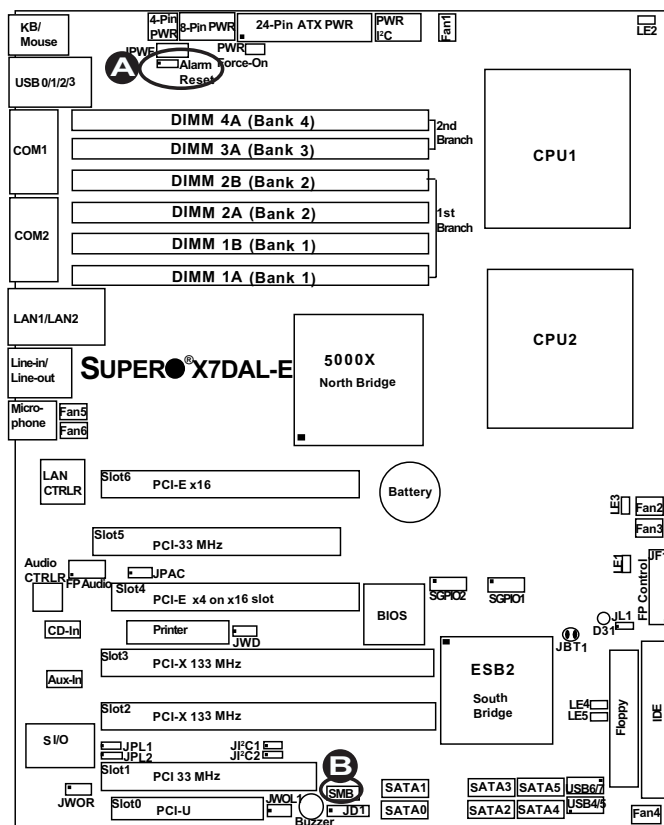 KB/
Mouse
4-Pin
PWR
8-Pin PWR
24-Pin ATX PWR
PWR
I²C
Fan1
LE2
JPWF
PWR
Force-On
A
Alarm
Reset
USB 0/1/2/3
DIMM 4A (Bank 4)
DIMM 3A (Bank 3)
2nd
Branch
DIMM 2B (Bank 2)
DIMM 2A (Bank 2)
DIMM 1B (Bank 1)
DIMM 1A (Bank 1)
1st
Branch
COM1
COM2
CPU1
CPU2
LAN1/LAN2
Line-in/
Line-out
SUPER®X7DAL-E
5000X
North Bridge
Micro-
phone
Fan5
Fan6
LAN
CTRLR
Slot6
PCI-E x16
Battery
LE3
Fan2
Fan3
Slot5
PCI-33 MHz
Audio
CTRLR
FP Audio
JPAC
LE1
JF1
FP Control
Slot4
PCI-E x4 on x16 slot
BIOS
SGPIO2
SGPIO1
CD-In
Printer
JWD
JL1
D31
JBT1
Slot3
PCI-X 133 MHz
ESB2
South
Bridge
Aux-In
Slot2
PCI-X 133 MHz
LE4
LE5
Floppy
IDE
S I/O
JPL1
JPL2
JI²C1
JI²C2
B
Slot1
PCI 33 MHz
SMB
SATA1
SATA3
SATA5
USB6/7
JWOR
Slot0
PCI-U
JWOL1
Buzzer
JD1
SATA0
SATA2
SATA4
USB4/5
Fan4